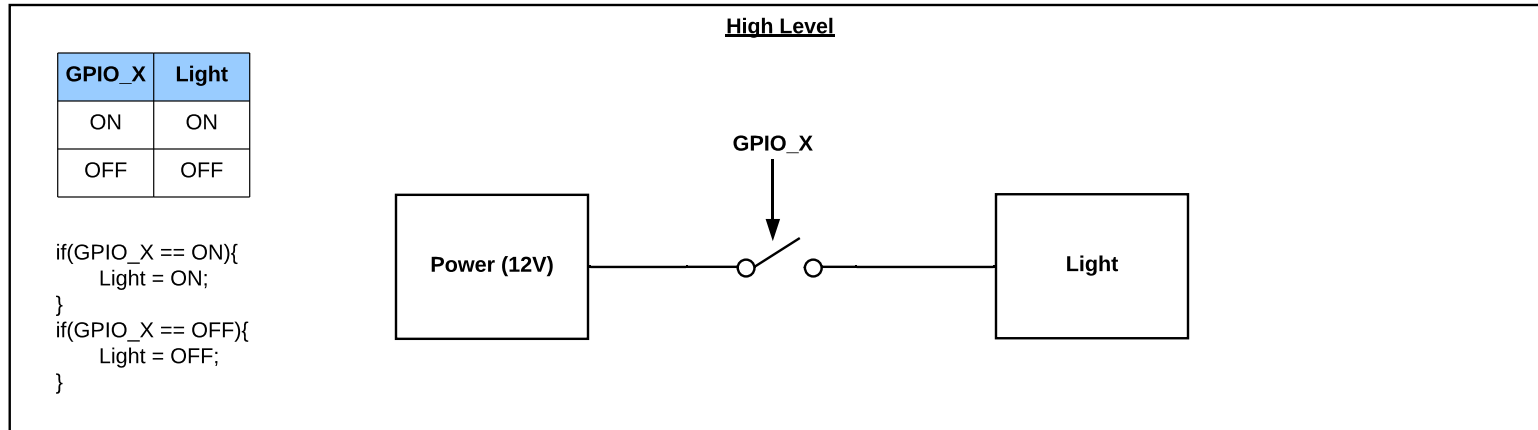 High Level
GPIO_X Light
ON ON
OFF OFF
if(GPIO_X == ON){
Light = ON;
}
if(GPIO_X == OFF){
Light = OFF;
}
GPIO_X
Power (12V)
Light